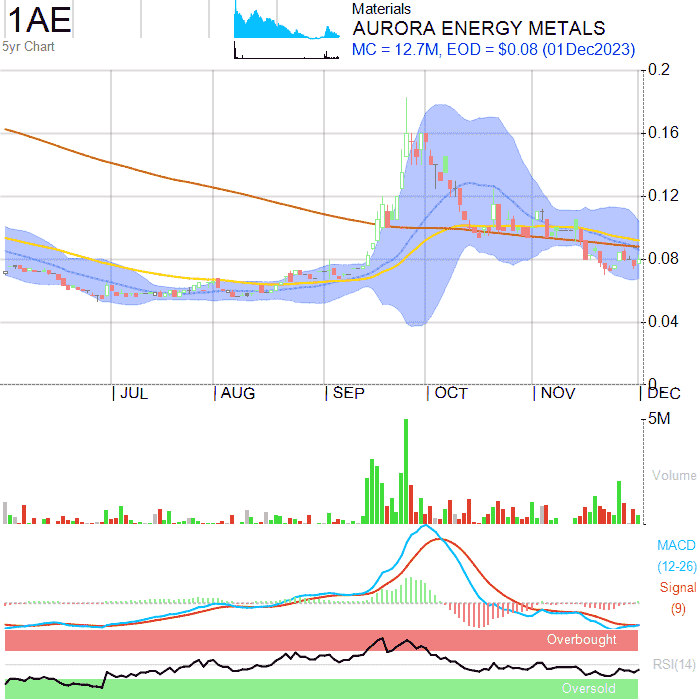 1AE
5yr Chart
Materials
AURORA ENERGY METALS
MC = 12.7M, EOD = $0.08 (01Dec2023)
0.2
0.16
0.12
0.08
0.04
0
JUL AUG SEP OCT NOV DEC
5M
Volume
MACD
(12-26)
Signal
(9)
Overbought
RSI(14)
Oversold